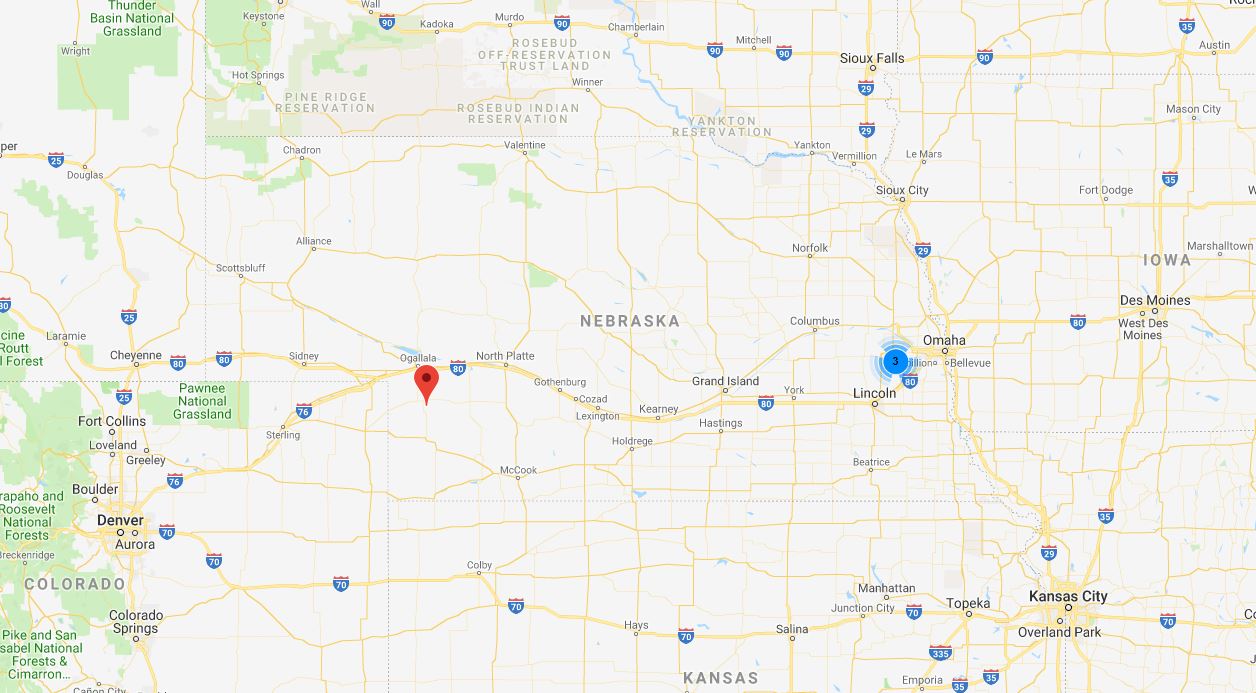 Thunder
Basin National
Grassland
Keystone
Wall
90
Kadoka
Murdo
90
Chamberlain
90
Mitchell
90
Sioux Falls
90
35
Austin
Wright
Hot Springs
ROSEBUD
OFF-RESERVATION
TRUST LAND
Winner
29
PINE RIDGE
RESERVATION
ROSEBUD INDIAN
RESERVATION
YANKTON
RESERVATION
29
Mason City
25
Douglas
Chadron
Valentine
Yankton
Vermillion
Le Mars
35
Sioux City
Fort Dodge
Alliance
Norfolk
29
Marshalltown
IOWA
Scottsbluff
80
25
Laramie
NEBRASKA
Columbus
80
Des Moines
West Des
Moines
Cheyenne
80
80
Sidney
Ogallala
80
North Platte
Omaha
3
80
Bellevue
Pawnee
National
Grassland
25
76
Gothenburg
Cozad
Lexington
Kearney
Grand Island
80
York
Lincoln
Fort Collins
Loveland
Greeley
Sterling
Hastings
Holdrege
McCook
Beatrice
76
Boulder
Roosevelt
National
Forests
Denver
Aurora
70
35
29
70
COLORADO
70
Colby
70
Manhattan
Junction City
70
Topeka
Kansas City
Overland Park
70
Colorado
Springs
Hays
70
Salina
335
Pike and San
Isabel National
Forests &
Cimarron...
Cañon City
KANSAS
Emporia
35
35